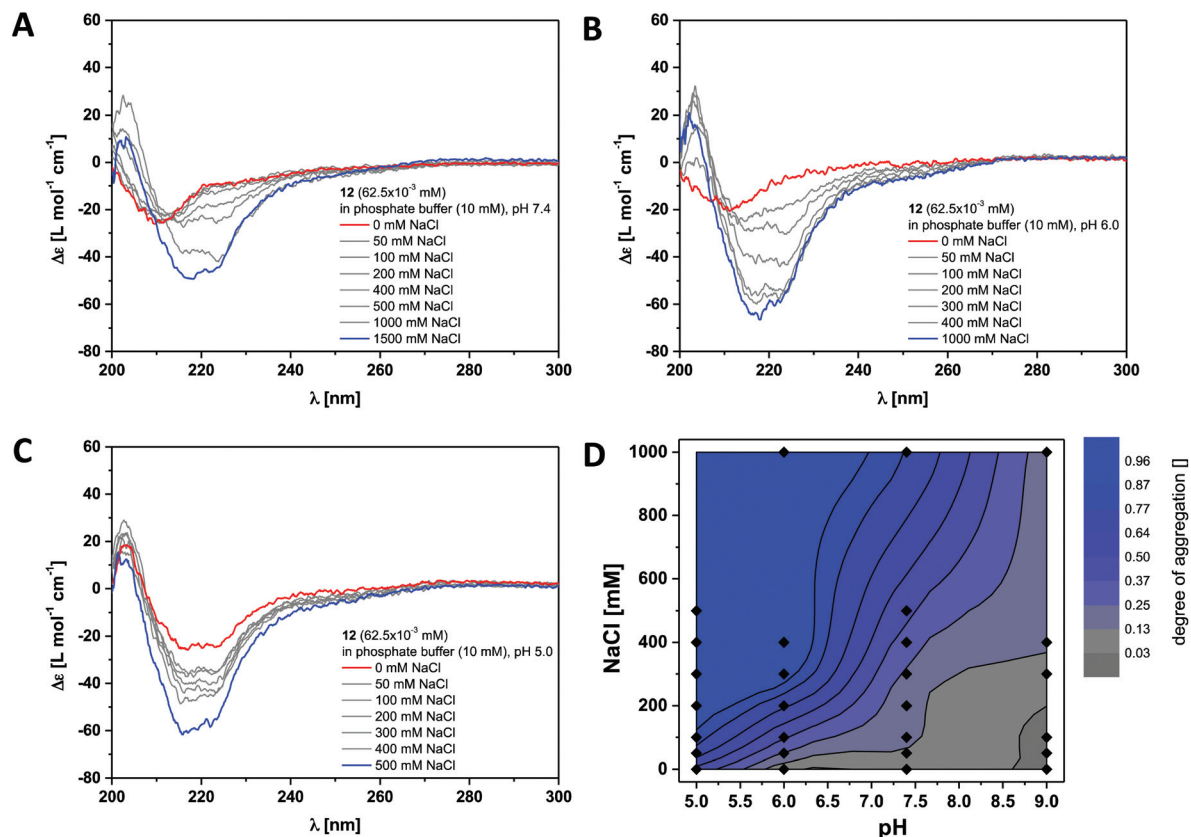 A
60
40
20
0
-20
-40
-60
-80
Δε [L mol⁻¹ cm⁻¹]
12 (62.5x10⁻³ mM)
in phosphate buffer (10 mM), pH 7.4
0 mM NaCl
50 mM NaCl
100 mM NaCl
200 mM NaCl
400 mM NaCl
500 mM NaCl
1000 mM NaCl
1500 mM NaCl
200 220 240 260 280 300
λ [nm]
B
60
40
20
0
-20
-40
-60
-80
Δε [L mol⁻¹ cm⁻¹]
12 (62.5x10⁻³ mM)
in phosphate buffer (10 mM), pH 6.0
0 mM NaCl
50 mM NaCl
100 mM NaCl
200 mM NaCl
300 mM NaCl
400 mM NaCl
1000 mM NaCl
200 220 240 260 280 300
λ [nm]
C
60
40
20
0
-20
-40
-60
-80
Δε [L mol⁻¹ cm⁻¹]
12 (62.5x10⁻³ mM)
in phosphate buffer (10 mM), pH 5.0
0 mM NaCl
50 mM NaCl
100 mM NaCl
200 mM NaCl
300 mM NaCl
400 mM NaCl
500 mM NaCl
200 220 240 260 280 300
λ [nm]
D
1000
800
600
400
200
0
NaCl [mM]
5.0 5.5 6.0 6.5 7.0 7.5 8.0 8.5 9.0
pH
0.96
0.87
0.77
0.64
0.50
0.37
0.25
0.13
0.03
degree of aggregation []